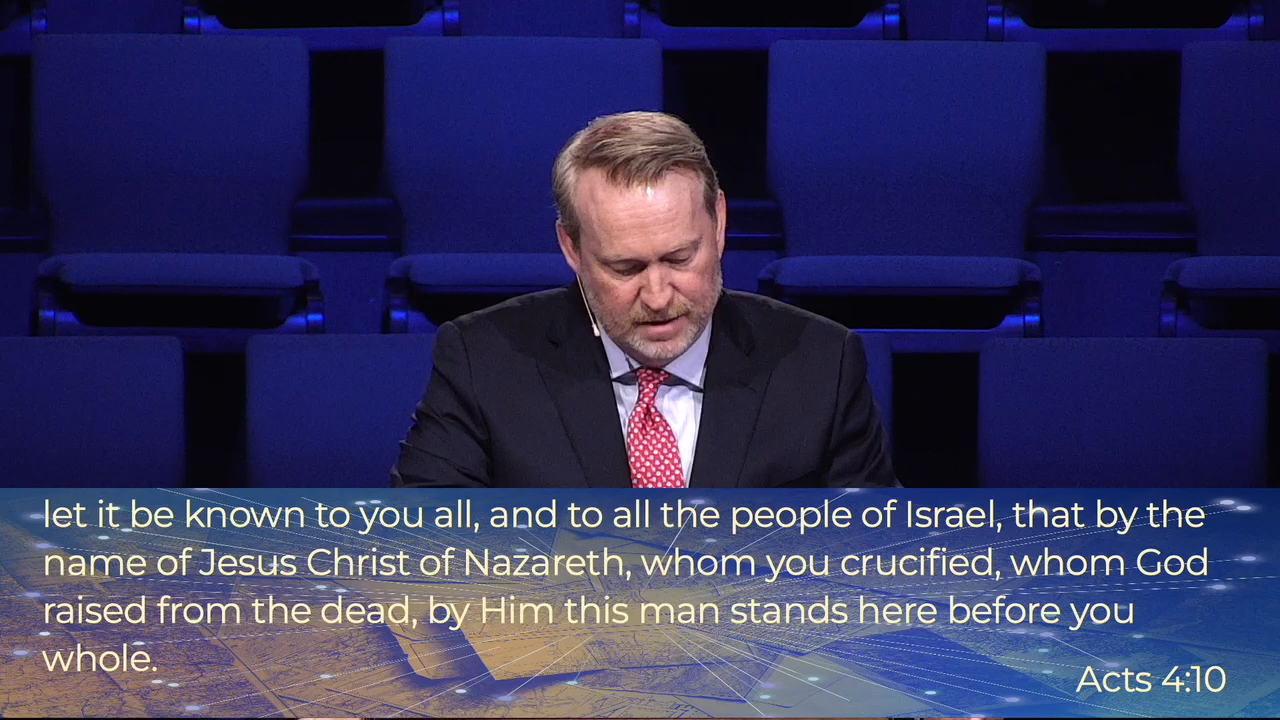 let it be known to you all, and to all the people of Israel, that by the
name of Jesus Christ of Nazareth, whom you crucified, whom God
raised from the dead, by Him this man stands here before you
whole.
Acts 4:10